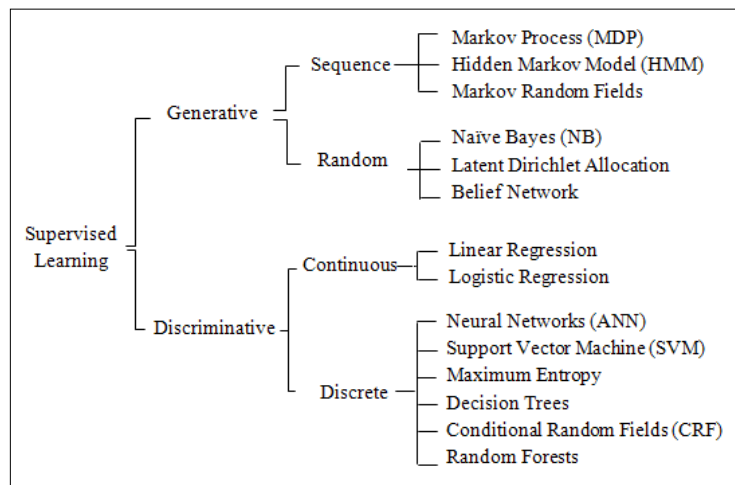 Supervised
Learning
Generative
Sequence
Markov Process (MDP)
Hidden Markov Model (HMM)
Markov Random Fields
Random
Naïve Bayes (NB)
Latent Dirichlet Allocation
Belief Network
Discriminative
Continuous
Linear Regression
Logistic Regression
Discrete
Neural Networks (ANN)
Support Vector Machine (SVM)
Maximum Entropy
Decision Trees
Conditional Random Fields (CRF)
Random Forests